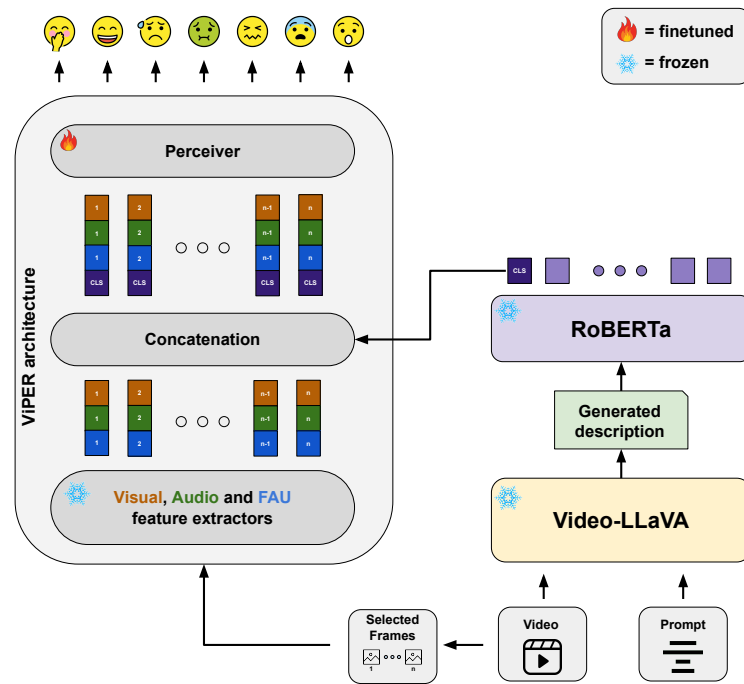 = finetuned
= frozen
ViPER architecture
Perceiver
1 2 n-1 n
1 2 n-1 n
1 2 n-1 n
CLS CLS CLS CLS
Concatenation
1 2 n-1 n
1 2 n-1 n
1 2 n-1 n
Visual, Audio and FAU
feature extractors
CLS
RoBERTa
Generated
description
Video-LLaVA
Selected
Frames
1 n
Video
Prompt